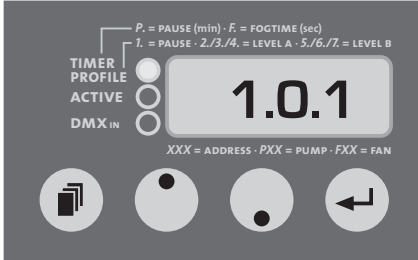 P. = PAUSE (min) · F. = FOGTIME (sec)
1. = PAUSE · 2./3./4. = LEVEL A · 5./6./7. = LEVEL B
TIMER
PROFILE
ACTIVE
DMX IN
1.0.1
XXX = ADDRESS · PXX = PUMP · FXX = FAN